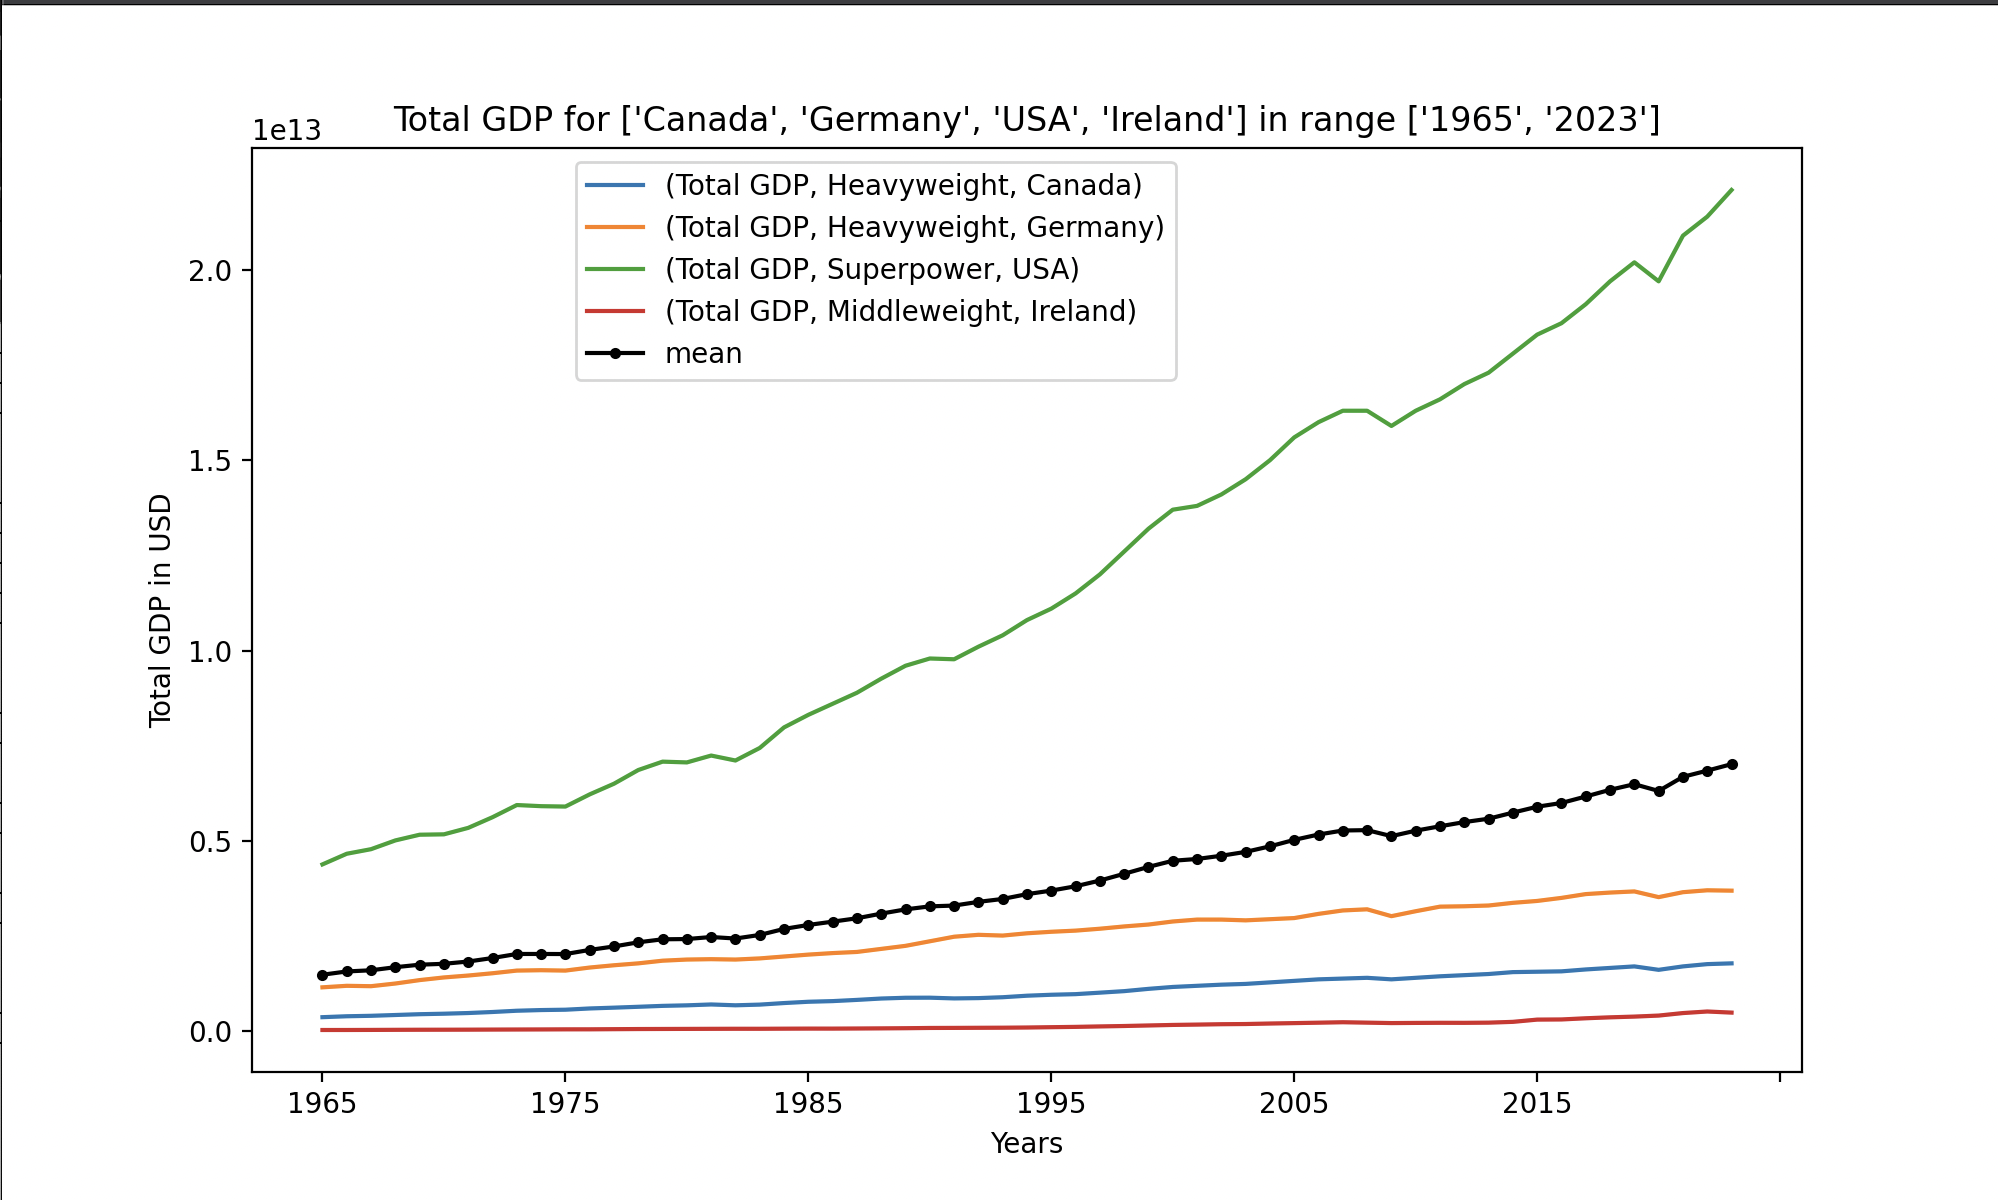 Total GDP for ['Canada', 'Germany', 'USA', 'Ireland'] in range ['1965', '2023']
1e13
(Total GDP, Heavyweight, Canada)
(Total GDP, Heavyweight, Germany)
(Total GDP, Superpower, USA)
(Total GDP, Middleweight, Ireland)
mean
2.0
1.5
1.0
0.5
0.0
Total GDP in USD
1965 1975 1985 1995 2005 2015
Years